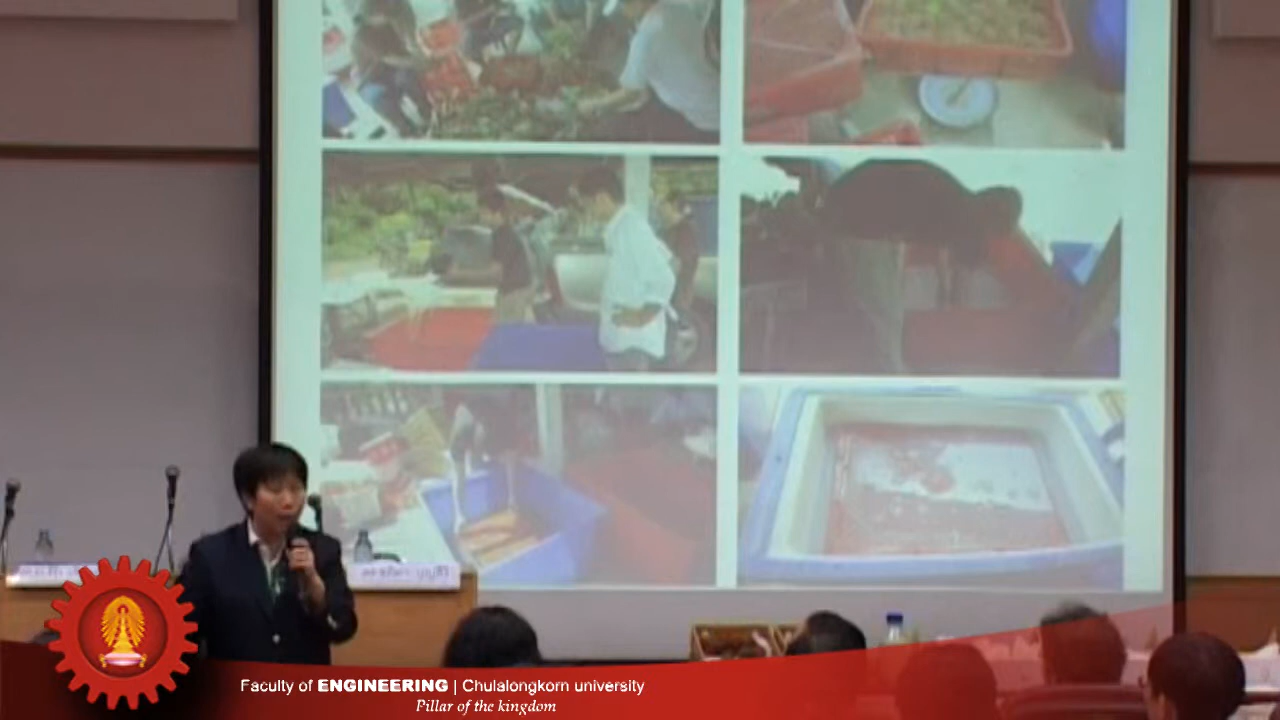 Faculty of ENGINEERING | Chulalongkorn university
Pillar of the kingdom